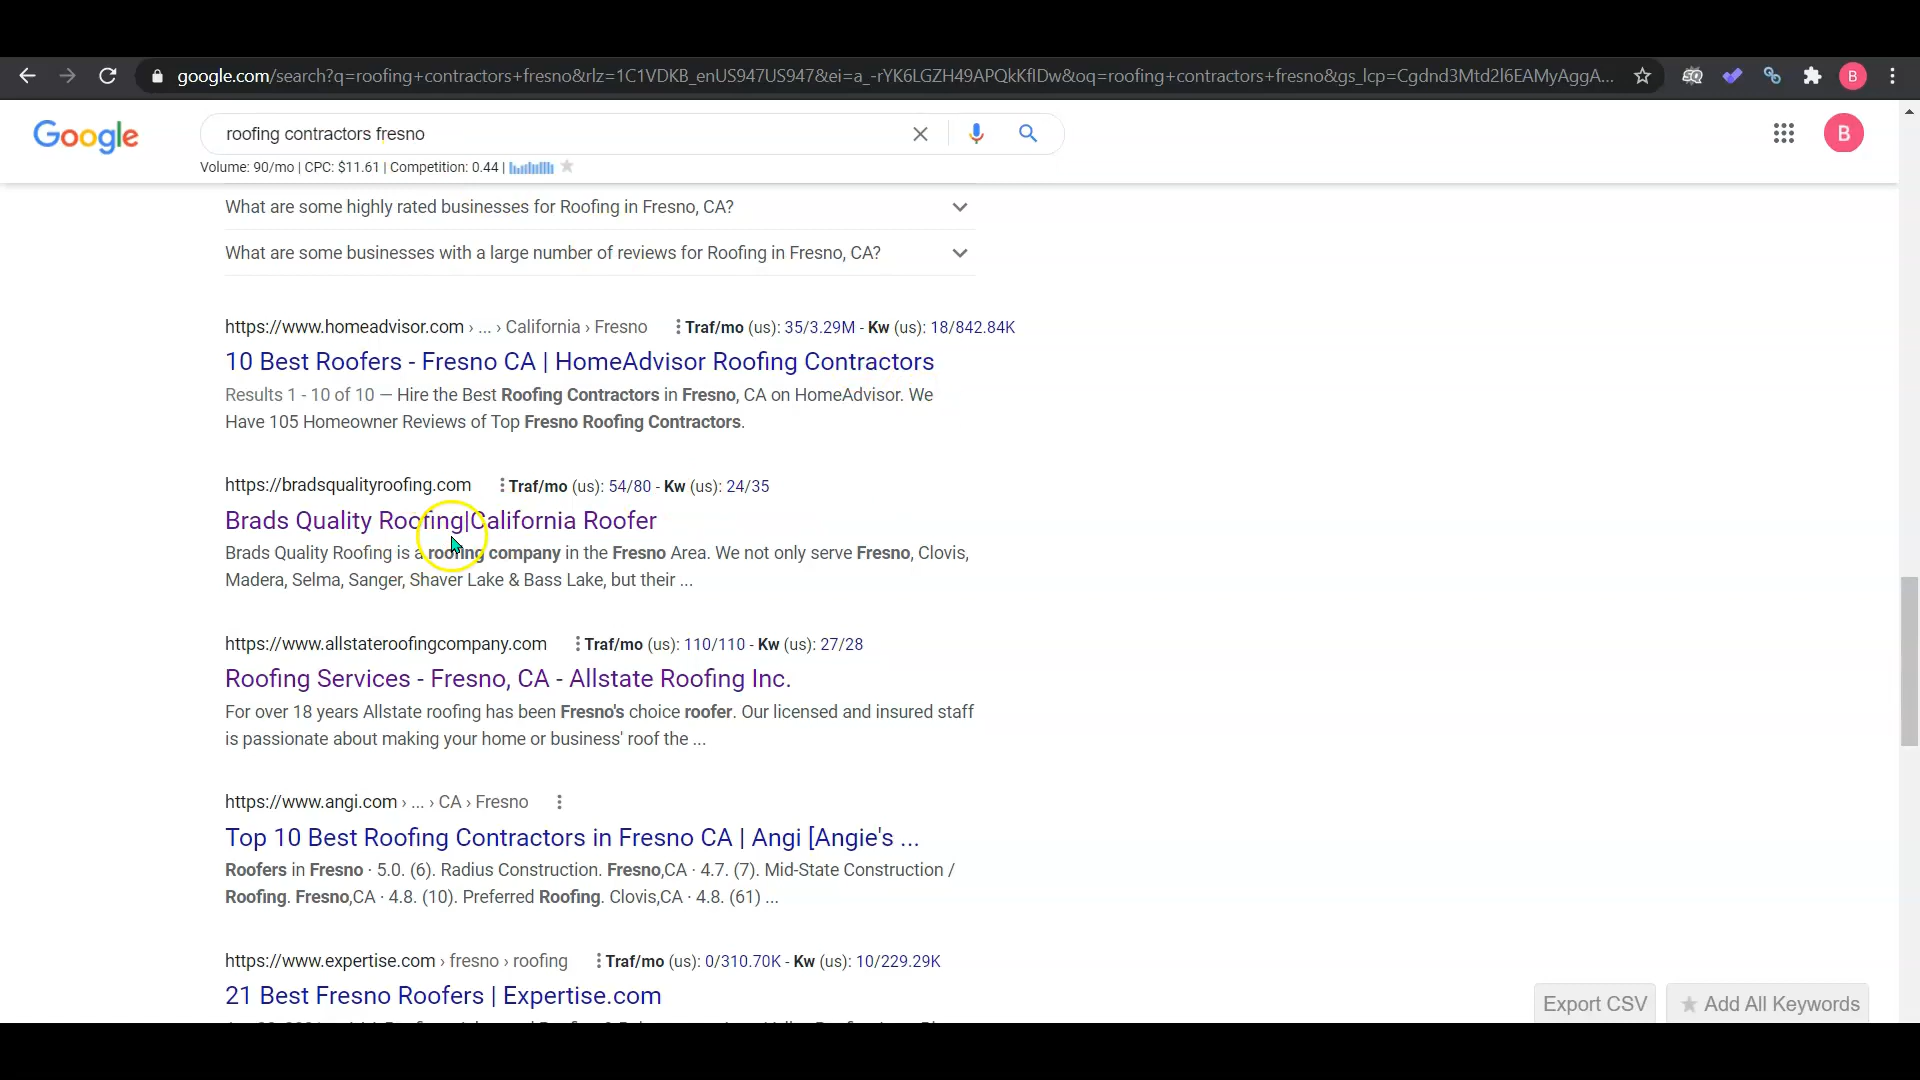 google.com/search?q=roofing+contractors+fresno&rlz=1C1VDKB_enUS947US947&ei=a_-rYK6LGZH49APQkKfIDw&oq=roofing+contractors+fresno&gs_lcp=Cgdnd3Mtd2l6EAMyAggA...
B
Google
roofing contractors fresno
B
Volume: 90/mo | CPC: $11.61 | Competition: 0.44 |
What are some highly rated businesses for Roofing in Fresno, CA?
What are some businesses with a large number of reviews for Roofing in Fresno, CA?
https://www.homeadvisor.com › ... › California › Fresno Traf/mo (us): 35/3.29M - Kw (us): 18/842.84K
10 Best Roofers - Fresno CA | HomeAdvisor Roofing Contractors
Results 1 - 10 of 10 — Hire the Best Roofing Contractors in Fresno, CA on HomeAdvisor. We
Have 105 Homeowner Reviews of Top Fresno Roofing Contractors.
https://bradsqualityroofing.com Traf/mo (us): 54/80 - Kw (us): 24/35
Brads Quality Roofing|California Roofer
Brads Quality Roofing is a roofing company in the Fresno Area. We not only serve Fresno, Clovis,
Madera, Selma, Sanger, Shaver Lake & Bass Lake, but their ...
https://www.allstateroofingcompany.com Traf/mo (us): 110/110 - Kw (us): 27/28
Roofing Services - Fresno, CA - Allstate Roofing Inc.
For over 18 years Allstate roofing has been Fresno's choice roofer. Our licensed and insured staff
is passionate about making your home or business' roof the ...
https://www.angi.com › ... › CA › Fresno
Top 10 Best Roofing Contractors in Fresno CA | Angi [Angie's ...
Roofers in Fresno · 5.0. (6). Radius Construction. Fresno,CA · 4.7. (7). Mid-State Construction /
Roofing. Fresno,CA · 4.8. (10). Preferred Roofing. Clovis,CA · 4.8. (61) ...
https://www.expertise.com › fresno › roofing Traf/mo (us): 0/310.70K - Kw (us): 10/229.29K
21 Best Fresno Roofers | Expertise.com
Export CSV
Add All Keywords